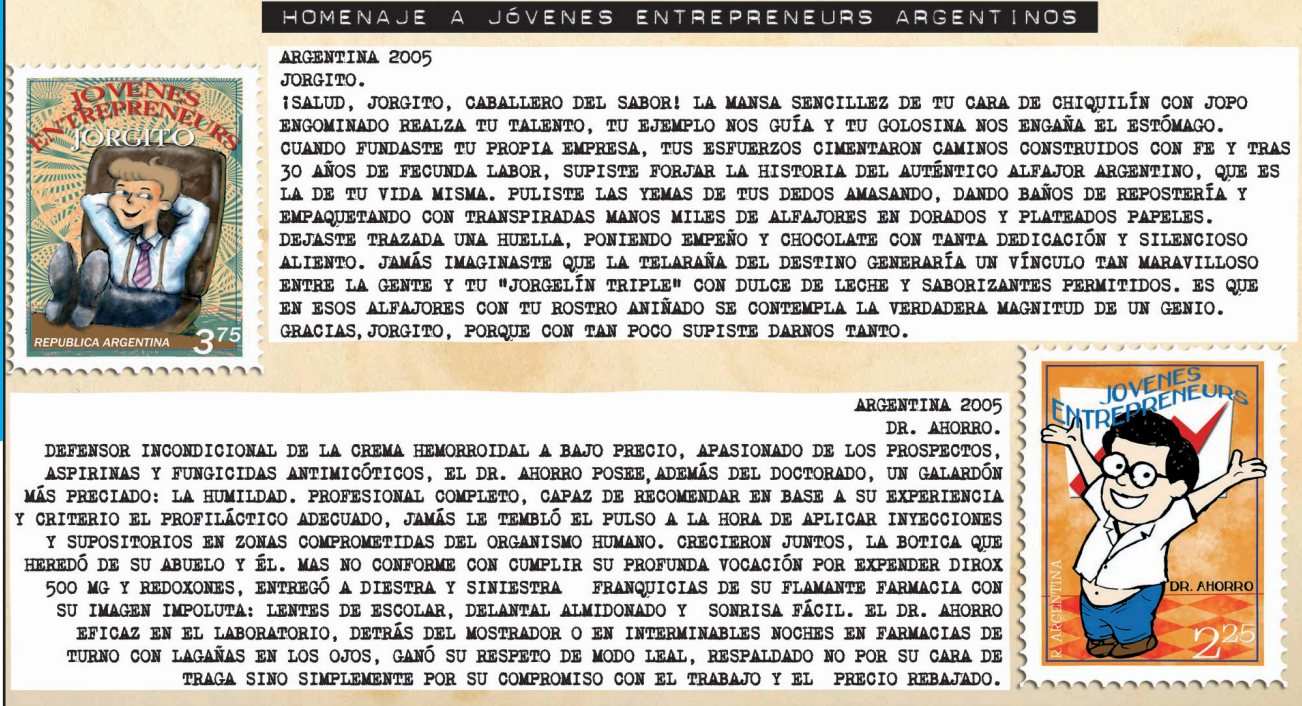 HOMENAJE A JÓVENES ENTREPRENEURS ARGENTINOS
JOVENES
ENTREPRENEURS
JORGITO
REPUBLICA ARGENTINA
3.75
ARGENTINA 2005
JORGITO.
¡SALUD, JORGITO, CABALLERO DEL SABOR! LA MANSA SENCILLEZ DE TU CARA DE CHIQUILÍN CON JOPO
ENGOMINADO REALZA TU TALENTO, TU EJEMPLO NOS GUÍA Y TU GOLOSINA NOS ENGAÑA EL ESTÓMAGO.
CUANDO FUNDASTE TU PROPIA EMPRESA, TUS ESFUERZOS CIMENTARON CAMINOS CONSTRUIDOS CON FE Y TRAS
30 AÑOS DE FECUNDA LABOR, SUPISTE FORJAR LA HISTORIA DEL AUTÉNTICO ALFAJOR ARGENTINO, QUE ES
LA DE TU VIDA MISMA. PULISTE LAS YEMAS DE TUS DEDOS AMASANDO, DANDO BAÑOS DE REPOSTERÍA Y
EMPAQUETANDO CON TRANSPIRADAS MANOS MILES DE ALFAJORES EN DORADOS Y PLATEADOS PAPELES.
DEJASTE TRAZADA UNA HUELLA, PONIENDO EMPEÑO Y CHOCOLATE CON TANTA DEDICACIÓN Y SILENCIOSO
ALIENTO. JAMÁS IMAGINASTE QUE LA TELARAÑA DEL DESTINO GENERARÍA UN VÍNCULO TAN MARAVILLOSO
ENTRE LA GENTE Y TU "JORGELÍN TRIPLE" CON DULCE DE LECHE Y SABORIZANTES PERMITIDOS. ES QUE
EN ESOS ALFAJORES CON TU ROSTRO ANIÑADO SE CONTEMPLA LA VERDADERA MAGNITUD DE UN GENIO.
GRACIAS, JORGITO, PORQUE CON TAN POCO SUPISTE DARNOS TANTO.
ARGENTINA 2005
DR. AHORRO.
DEFENSOR INCONDICIONAL DE LA CREMA HEMORROIDAL A BAJO PRECIO, APASIONADO DE LOS PROSPECTOS,
ASPIRINAS Y FUNGICIDAS ANTIMICÓTICOS, EL DR. AHORRO POSEE, ADEMÁS DEL DOCTORADO, UN GALARDÓN
MÁS PRECIADO: LA HUMILDAD. PROFESIONAL COMPLETO, CAPAZ DE RECOMENDAR EN BASE A SU EXPERIENCIA
Y CRITERIO EL PROFILÁCTICO ADECUADO, JAMÁS LE TEMBLÓ EL PULSO A LA HORA DE APLICAR INYECCIONES
Y SUPOSITORIOS EN ZONAS COMPROMETIDAS DEL ORGANISMO HUMANO. CRECIERON JUNTOS, LA BOTICA QUE
HEREDÓ DE SU ABUELO Y ÉL. MAS NO CONFORME CON CUMPLIR SU PROFUNDA VOCACIÓN POR EXPENDER DIROX
500 MG Y REDOXONES, ENTREGÓ A DIESTRA Y SINIESTRA FRANQUICIAS DE SU FLAMANTE FARMACIA CON
SU IMAGEN IMPOLUTA: LENTES DE ESCOLAR, DELANTAL ALMIDONADO Y SONRISA FÁCIL. EL DR. AHORRO
EFICAZ EN EL LABORATORIO, DETRÁS DEL MOSTRADOR O EN INTERMINABLES NOCHES EN FARMACIAS DE
TURNO CON LAGAÑAS EN LOS OJOS, GANÓ SU RESPETO DE MODO LEAL, RESPALDADO NO POR SU CARA DE
TRAGA SINO SIMPLEMENTE POR SU COMPROMISO CON EL TRABAJO Y EL PRECIO REBAJADO.
JOVENES
ENTREPRENEURS
DR. AHORRO
R. ARGENTINA
2 25